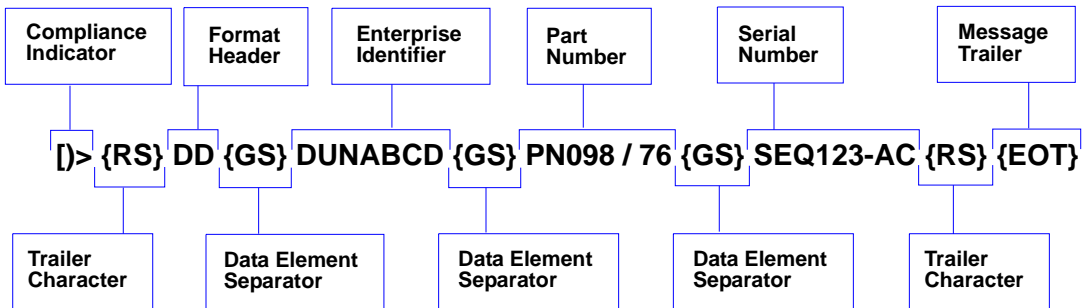 Compliance
Indicator
Format
Header
Enterprise
Identifier
Part
Number
Serial
Number
Message
Trailer
[)> {RS} DD {GS} DUNABCD {GS} PN098 / 76 {GS} SEQ123-AC {RS} {EOT}
Trailer
Character
Data Element
Separator
Data Element
Separator
Data Element
Separator
Trailer
Character